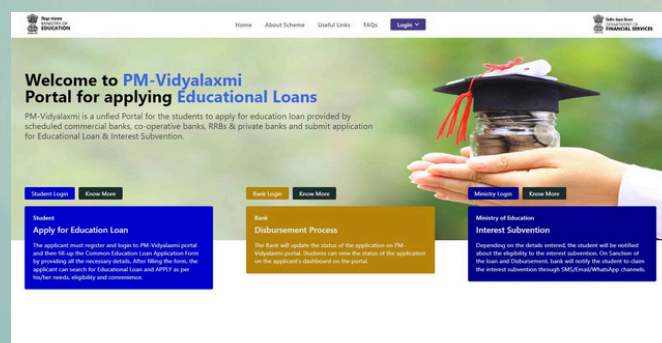 शिक्षा मंत्रालय
MINISTRY OF
EDUCATION
Home About Scheme Useful Links FAQs Login
वित्तीय सेवाएं विभाग
DEPARTMENT OF
FINANCIAL SERVICES
Welcome to PM-Vidyalaxmi
Portal for applying Educational Loans
PM-Vidyalaxmi is a unfied Portal for the students to apply for education loan provided by
scheduled commercial banks, co-operative banks, RRBs & private banks and submit application
for Educational Loan & Interest Subvention.
Student Login Know More
Student
Apply for Education Loan
The applicant must register and login to PM-Vidyalaxmi portal
and then fill up the Common Education Loan Application Form
by providing all the necessary details. After filling the form, the
applicant can search for Educational Loan and APPLY as per
his/her needs, eligibility and convenience.
Bank Login Know More
Bank
Disbursement Process
The Bank will update the status of the application on PM-
Vidyalaxmi portal. Students can view the status of the application
on the applicant's dashboard on the portal.
Ministry Login Know More
Ministry of Education
Interest Subvention
Depending on the details entered, the student will be notified
about the eligibility to the interest subvention. On Sanction of
the loan and Disbursement, bank will notify the student to claim
the interest subvention through SMS/Email/WhatsApp channels.